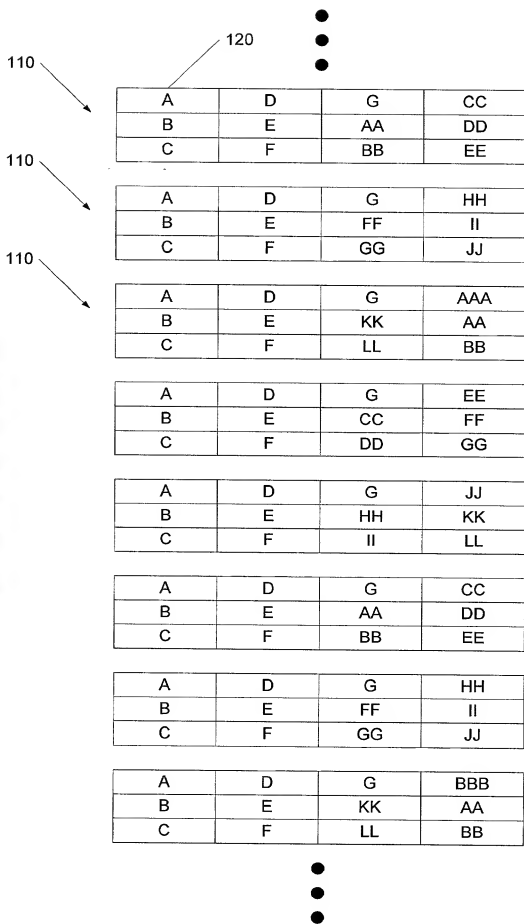 120
110
A D G CC
B E AA DD
C F BB EE
110
A D G HH
B E FF II
C F GG JJ
110
A D G AAA
B E KK AA
C F LL BB
A D G EE
B E CC FF
C F DD GG
A D G JJ
B E HH KK
C F II LL
A D G CC
B E AA DD
C F BB EE
A D G HH
B E FF II
C F GG JJ
A D G BBB
B E KK AA
C F LL BB